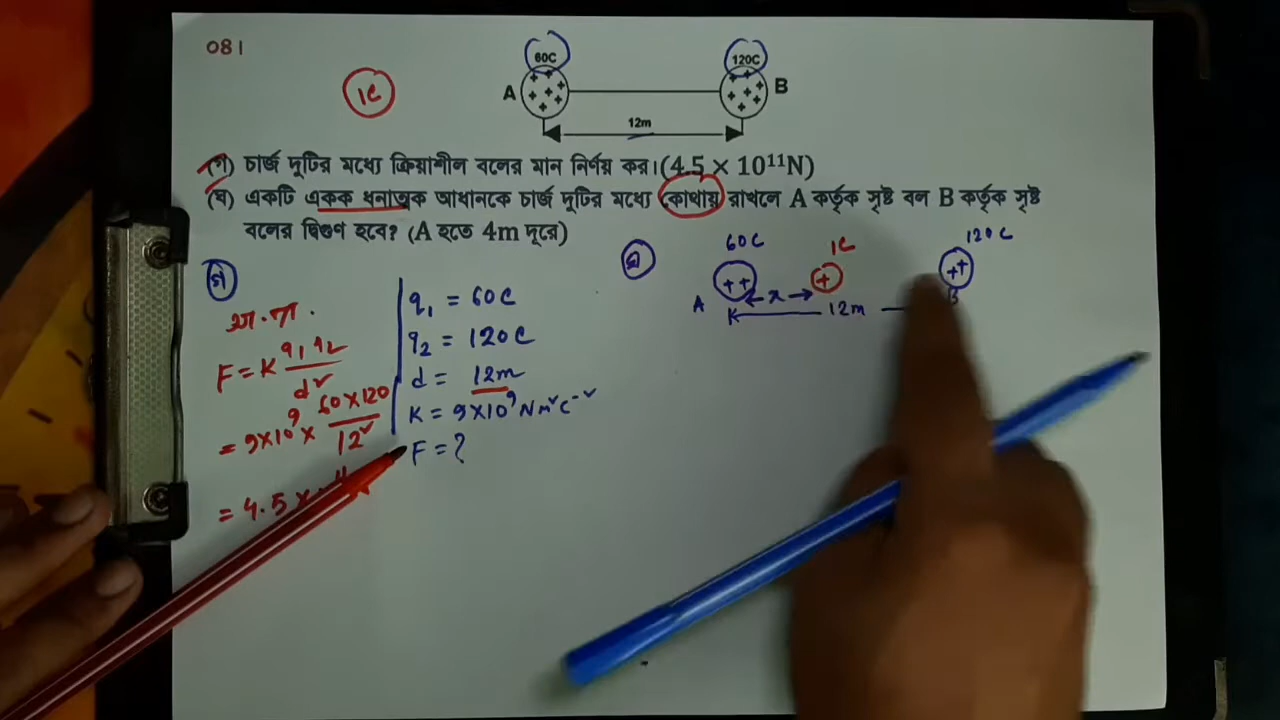 081
60C
120C
1C
A
B
12m
(গ) চার্জ দুটির মধ্যে ক্রিয়াশীল বলের মান নির্ণয় কর।(4.5 × 10¹¹N)
(ঘ) একটি একক ধনাত্মক আধানকে চার্জ দুটির মধ্যে কোথায় রাখলে A কর্তৃক সৃষ্ট বল B কর্তৃক সৃষ্ট
বলের দ্বিগুণ হবে? (A হতে 4m দূরে)
গ
q₁ = 60C
q₂ = 120C
d = 12m
K = 9×10⁹ Nm²C⁻²
F = ?
F = K q₁q₂/d²
= 9×10⁹ × 60×120/12²
= 4.5×
ঘ
60C
1C
120C
A
x
B
12m